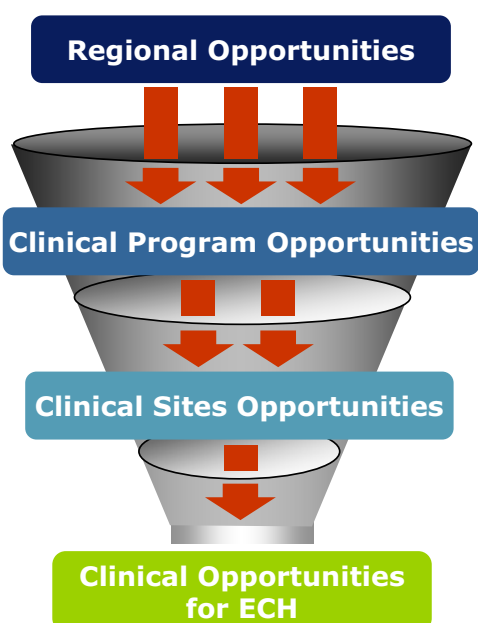 Regional Opportunities
Clinical Program Opportunities
Clinical Sites Opportunities
Clinical Opportunities
for ECH